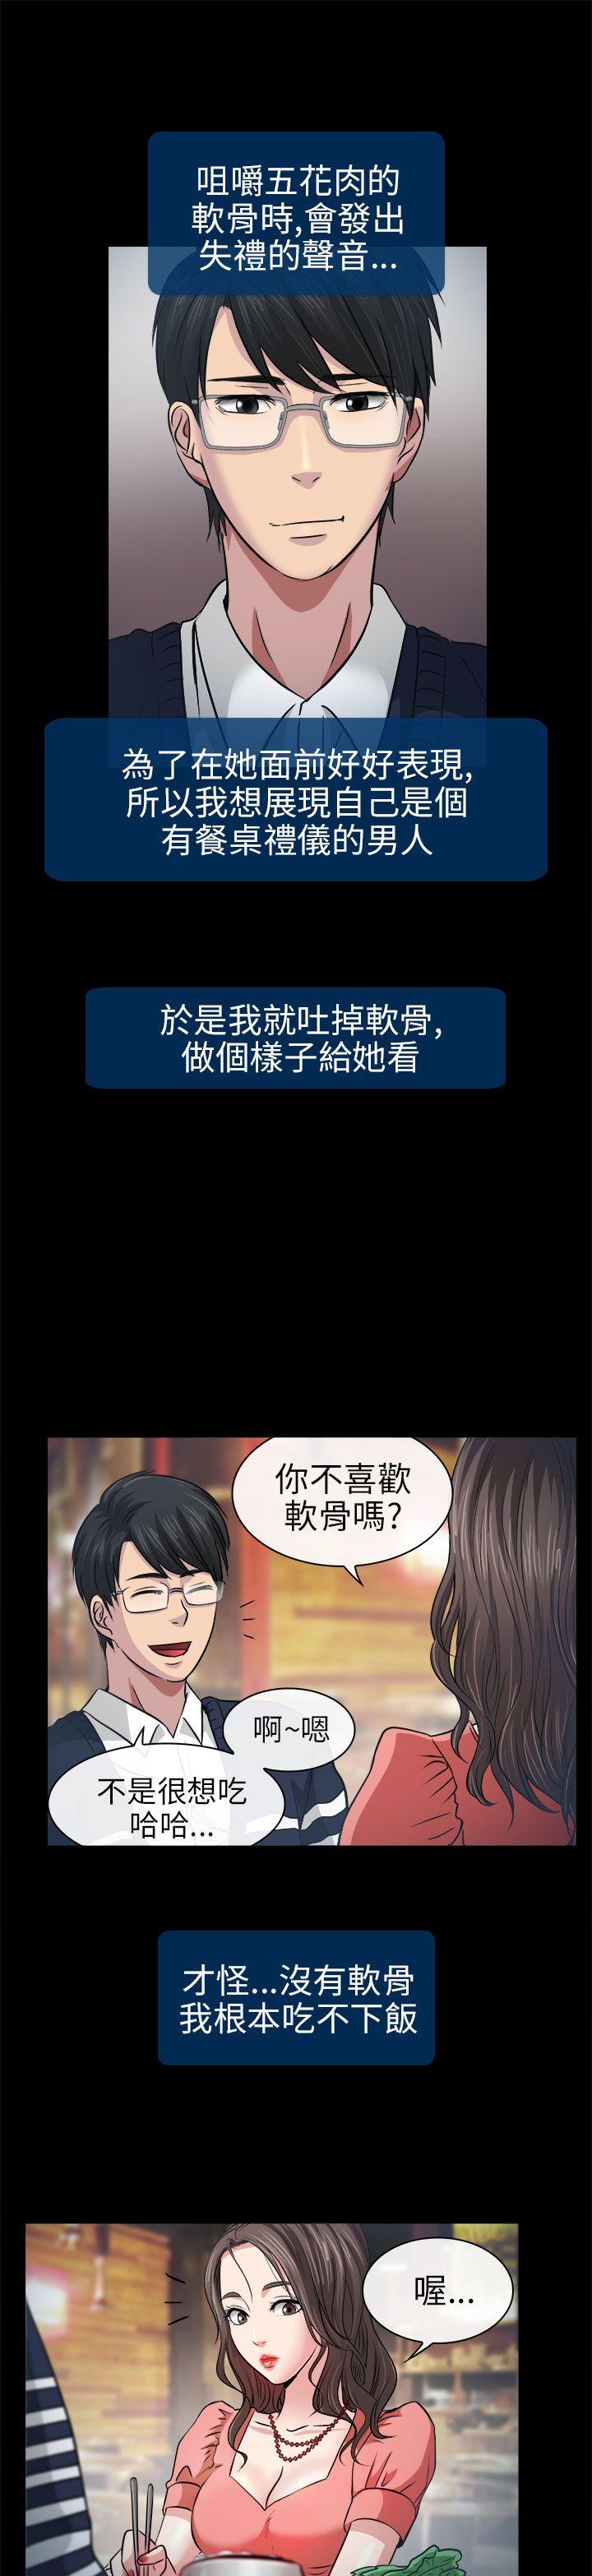 咀嚼五花肉的
軟骨時,會發出
失禮的聲音...
為了在她面前好好表現,
所以我想展現自己是個
有餐桌禮儀的男人
於是我就吐掉軟骨,
做個樣子給她看
你不喜歡
軟骨嗎?
啊~嗯
不是很想吃
哈哈...
才怪...沒有軟骨
我根本吃不下飯
喔...